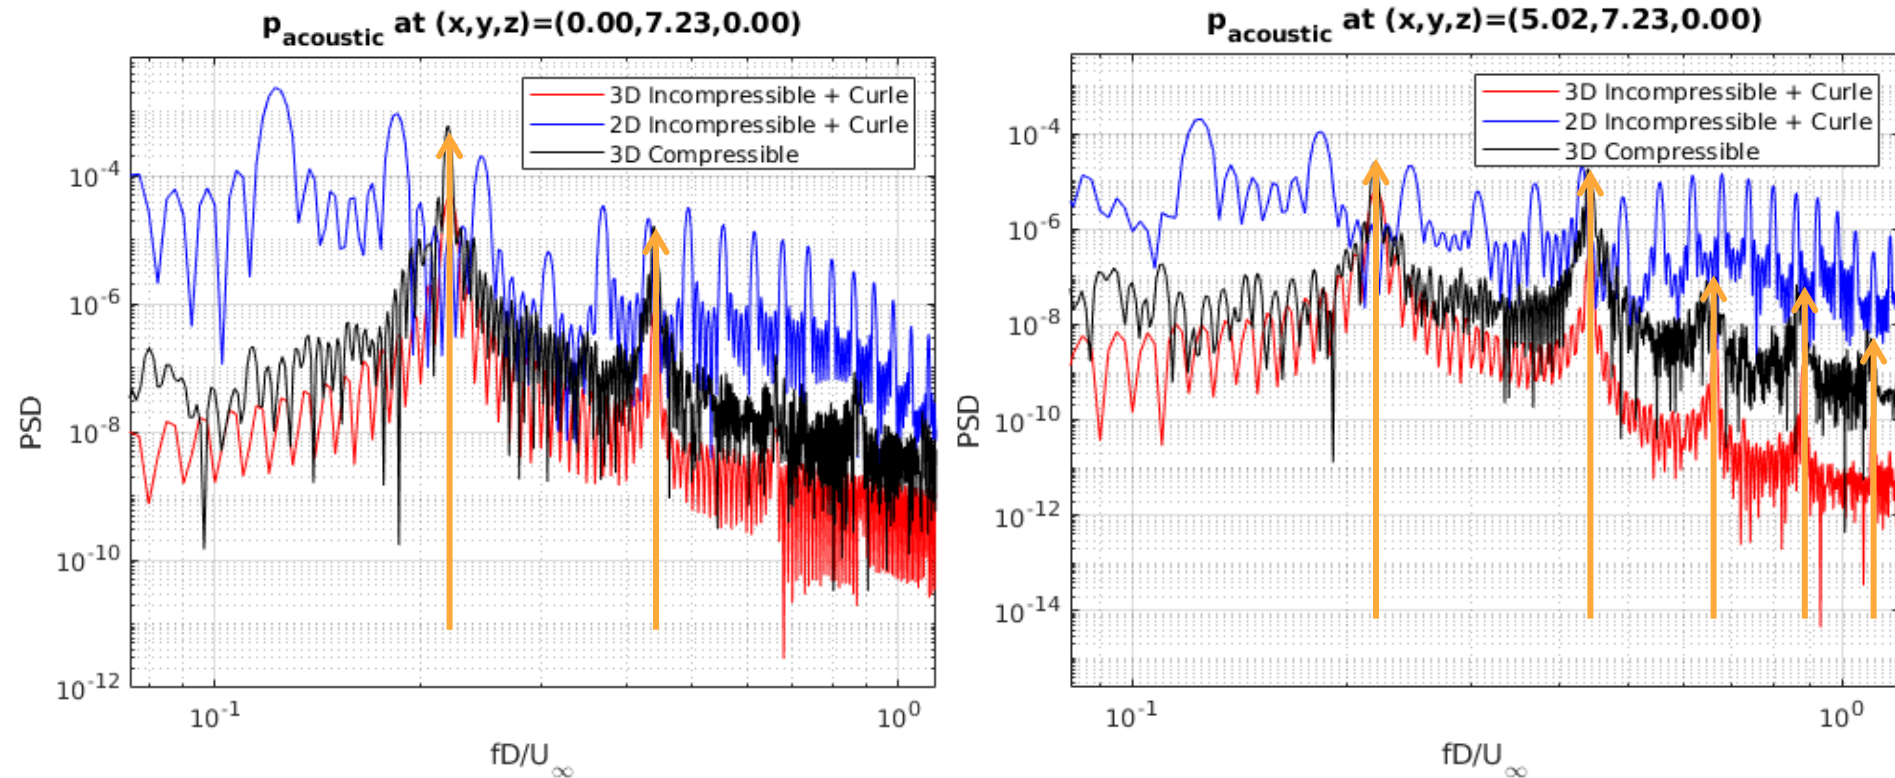 p_acoustic at (x,y,z)=(0.00,7.23,0.00)
3D Incompressible + Curle
2D Incompressible + Curle
3D Compressible
10^-4
10^-6
10^-8
10^-10
10^-12
PSD
10^-1
10^0
fD/U_∞
p_acoustic at (x,y,z)=(5.02,7.23,0.00)
3D Incompressible + Curle
2D Incompressible + Curle
3D Compressible
10^-4
10^-6
10^-8
10^-10
10^-12
10^-14
PSD
10^-1
10^0
fD/U_∞